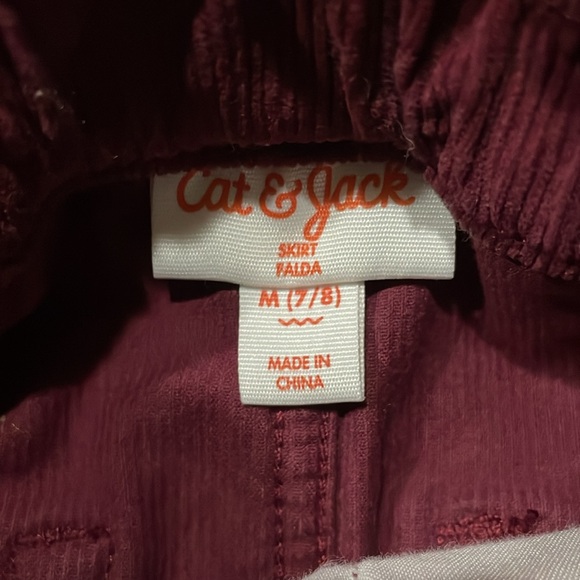 Cat & Jack
SKIRT
FALDA
M (7/8)
MADE IN
CHINA